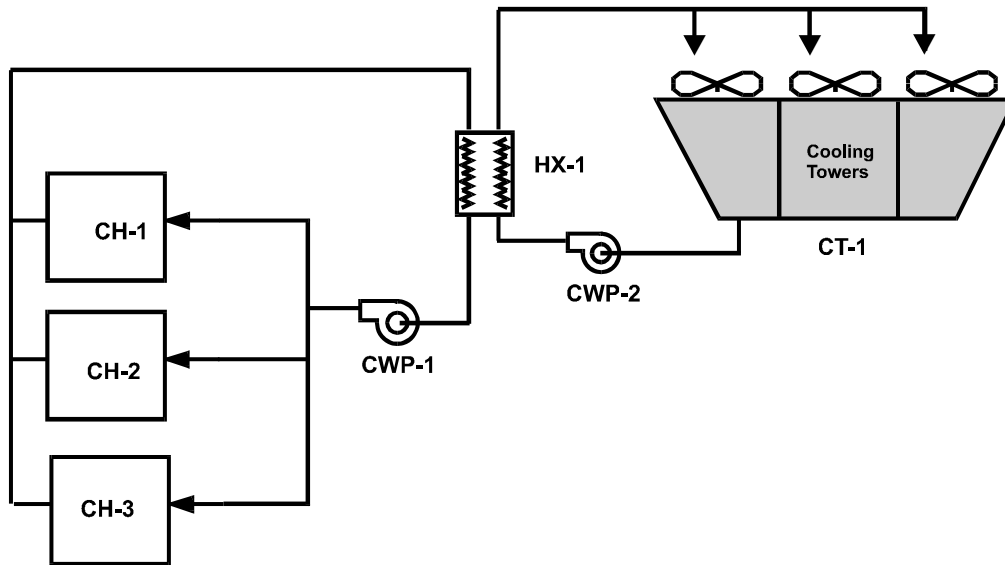 HX-1
Cooling
Towers
CH-1
CT-1
CWP-2
CWP-1
CH-2
CH-3